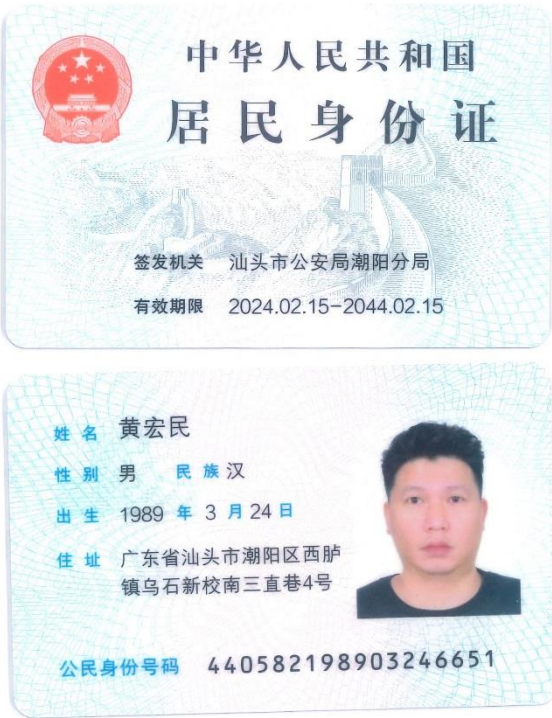 中华人民共和国
居民身份证
签发机关 汕头市公安局潮阳分局
有效期限 2024.02.15-2044.02.15
姓名 黄宏民
性别 男 民族 汉
出生 1989 年 3 月 24 日
住址 广东省汕头市潮阳区西胪
镇乌石新校南三直巷4号
公民身份号码 440582198903246651